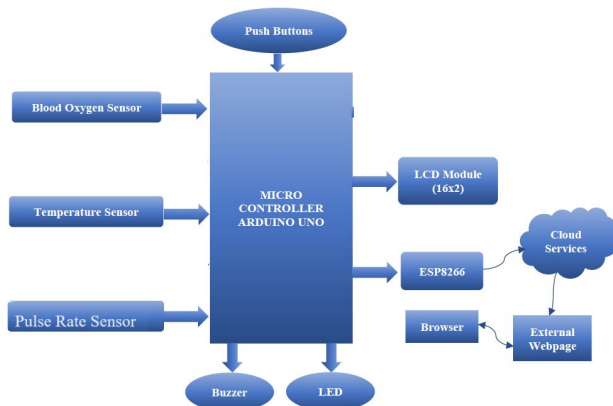 Push Buttons
Blood Oxygen Sensor
LCD Module
(16x2)
MICRO
CONTROLLER
ARDUINO UNO
Temperature Sensor
Cloud
Services
ESP8266
Pulse Rate Sensor
Browser
External
Webpage
Buzzer
LED